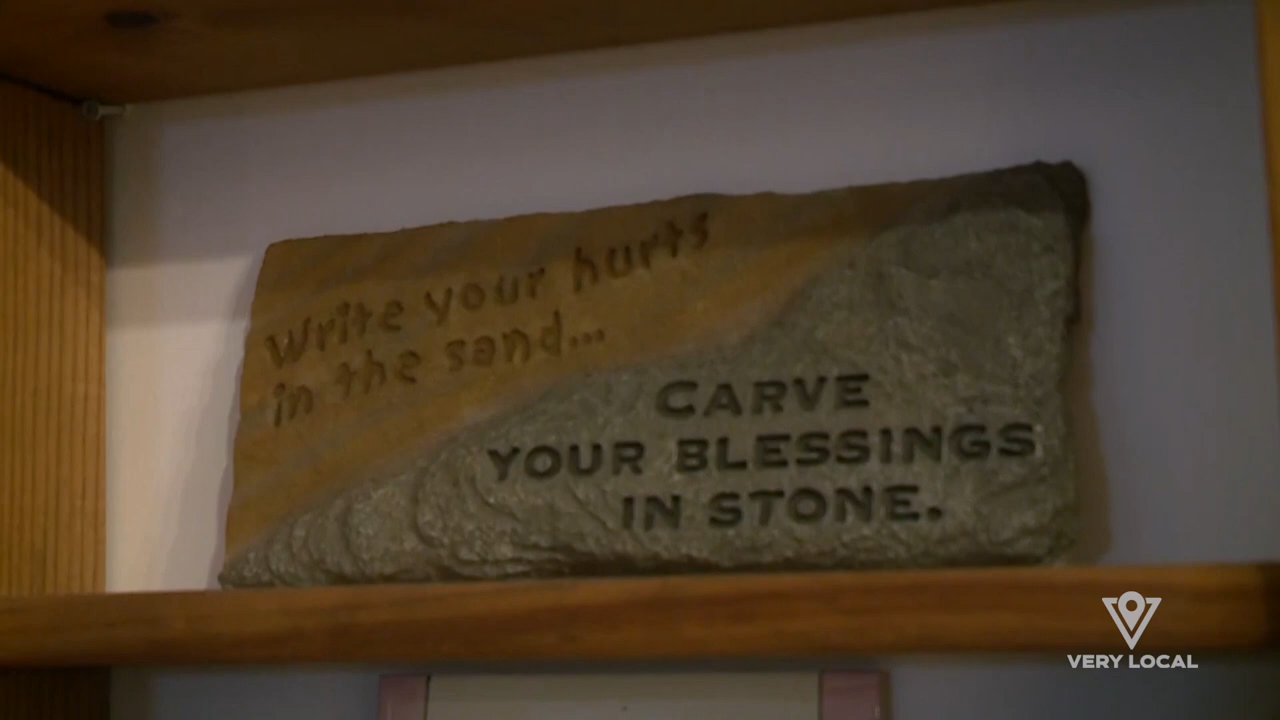 Write your hurts
in the sand...
CARVE
YOUR BLESSINGS
IN STONE.
VERY LOCAL